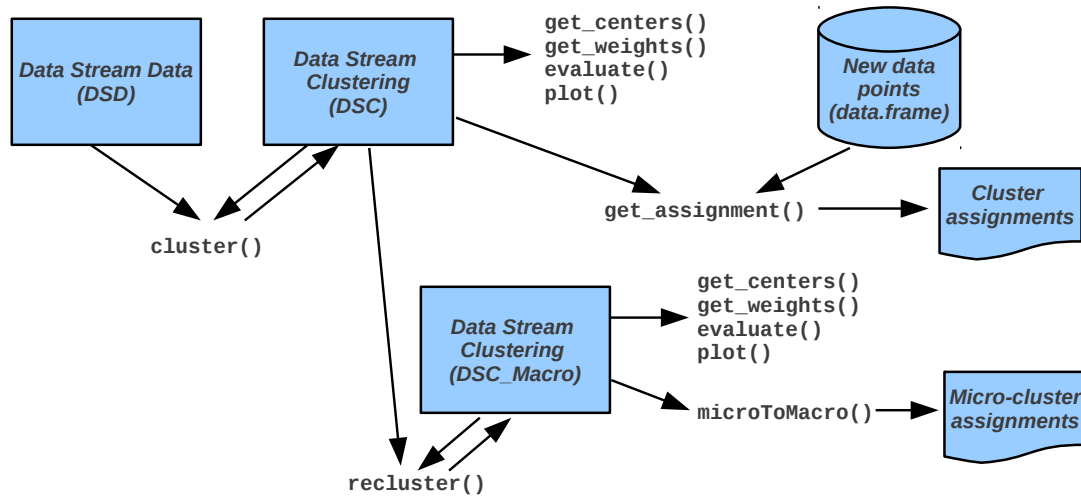 Data Stream Data
(DSD)
Data Stream
Clustering
(DSC)
get_centers()
get_weights()
evaluate()
plot()
New data
points
(data.frame)
cluster()
get_assignment()
Cluster
assignments
Data Stream
Clustering
(DSC_Macro)
get_centers()
get_weights()
evaluate()
plot()
microToMacro()
Micro-cluster
assignments
recluster()